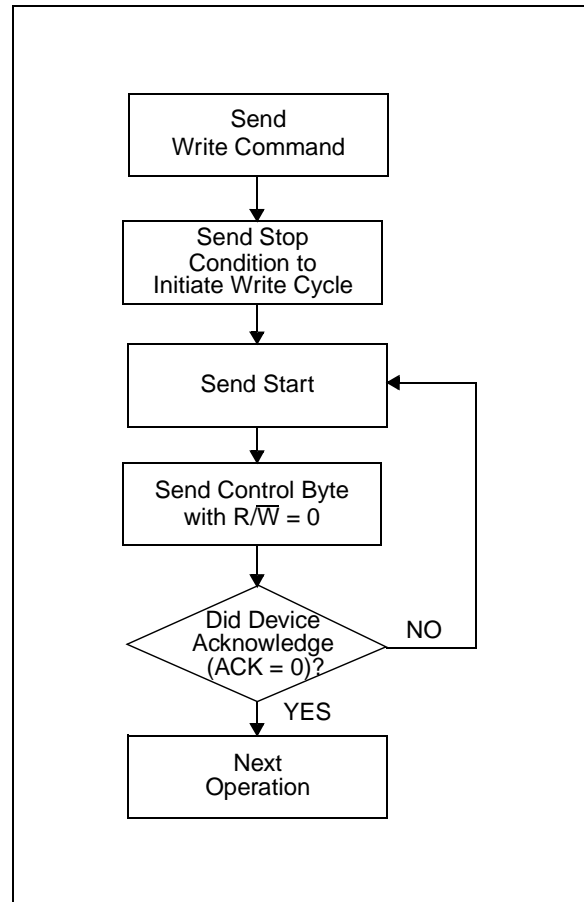 Send
Write Command
Send Stop
Condition to
Initiate Write Cycle
Send Start
Send Control Byte
with R/W̅ = 0
Did Device
Acknowledge
(ACK = 0)?
NO
YES
Next
Operation